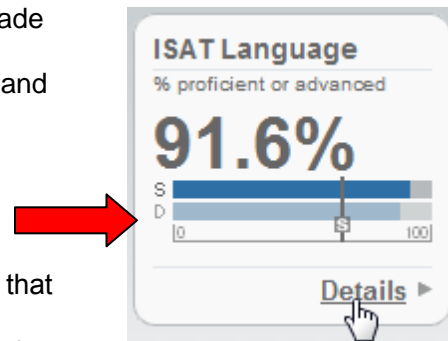 ade
and
that
ISAT Language
% proficient or advanced
91.6%
S
D
0 S 100
Details